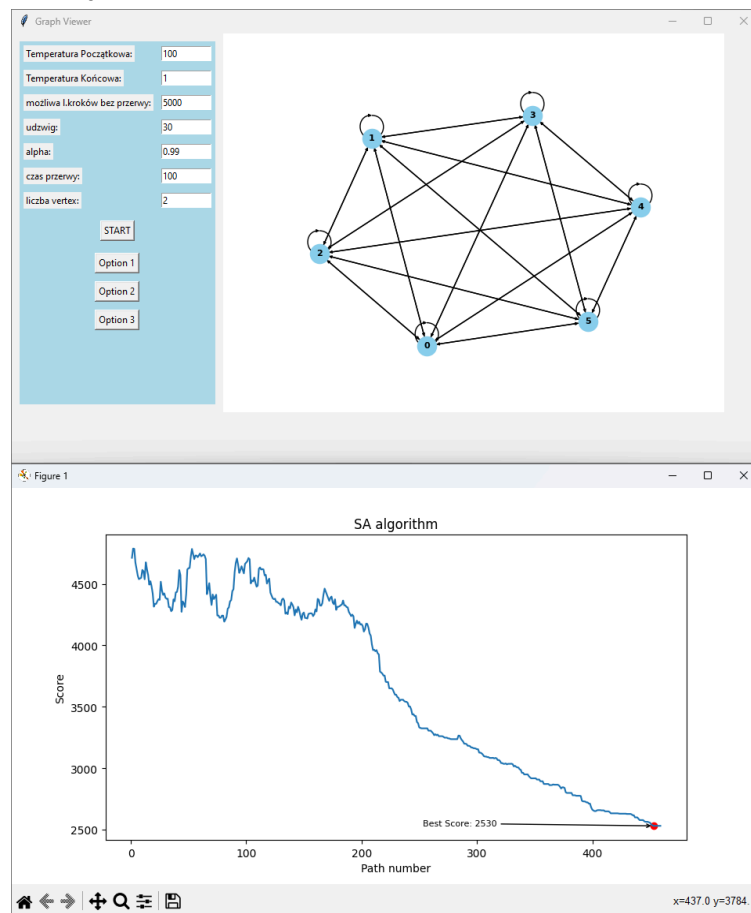 Graph Viewer
Temperatura Początkowa: 100
Temperatura Końcowa: 1
możliwa l.kroków bez przerwy: 5000
udzwig: 30
alpha: 0.99
czas przerwy: 100
liczba vertex: 2
START
Option 1
Option 2
Option 3
3
1
4
2
5
0
Figure 1
SA algorithm
Score
4500
4000
3500
3000
2500
Best Score: 2530
0 100 200 300 400
Path number
x=437.0 y=3784.